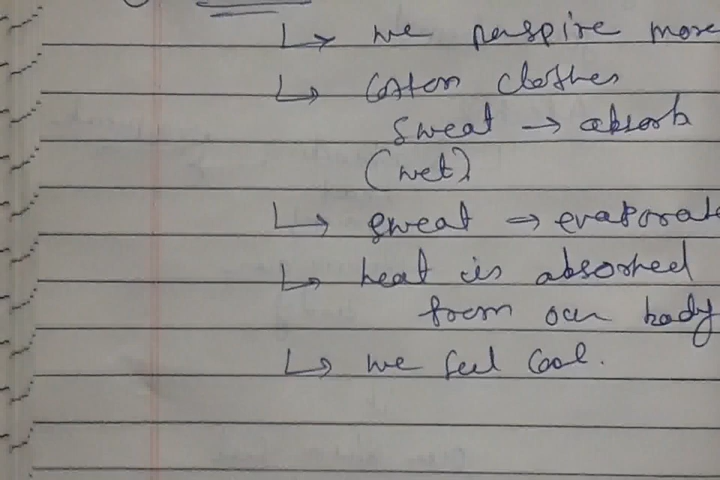 ↳ we perspire more
↳ Cotton clothes
sweat → absorb
(wet)
↳ sweat ⇒ evaporate
↳ heat is absorbed
from our body
↳ we feel cool.